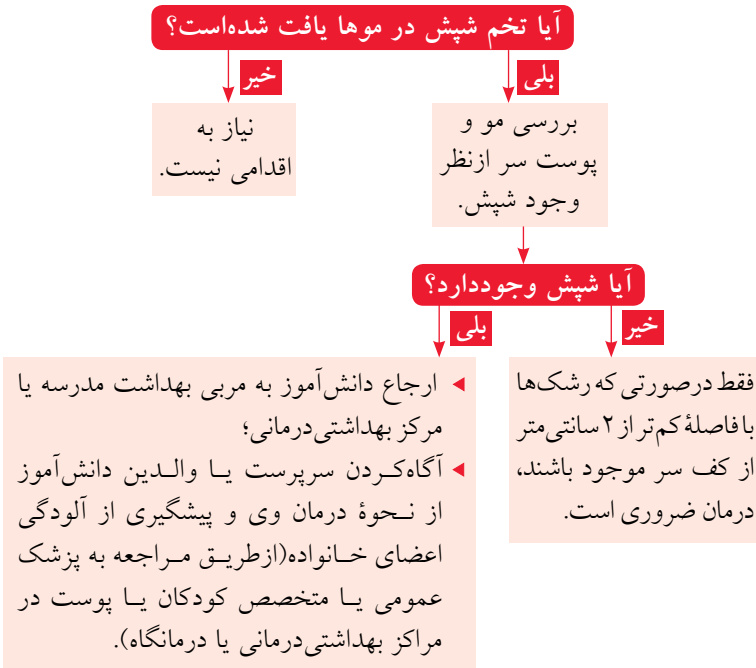 آیا تخم شپش در موها یافت شده‌است؟
بلی
خیر
بررسی مو و
پوست سر ازنظر
وجود شپش.
نیاز به
اقدامی نیست.
آیا شپش وجوددارد؟
خیر
بلی
فقط درصورتی که رشک‌ها
با فاصلۀ کم‌تر از ۲ سانتی‌متر
از کف سر موجود باشند،
درمان ضروری است.
ارجاع دانش‌آموز به مربی بهداشت مدرسه یا
مرکز بهداشتی‌درمانی؛
آگاه‌کردن سرپرست یا والدین دانش‌آموز
از نحوۀ درمان وی و پیشگیری از آلودگی
اعضای خانواده(ازطریق مراجعه به پزشک
عمومی یا متخصص کودکان یا پوست در
مراکز بهداشتی‌درمانی یا درمانگاه).